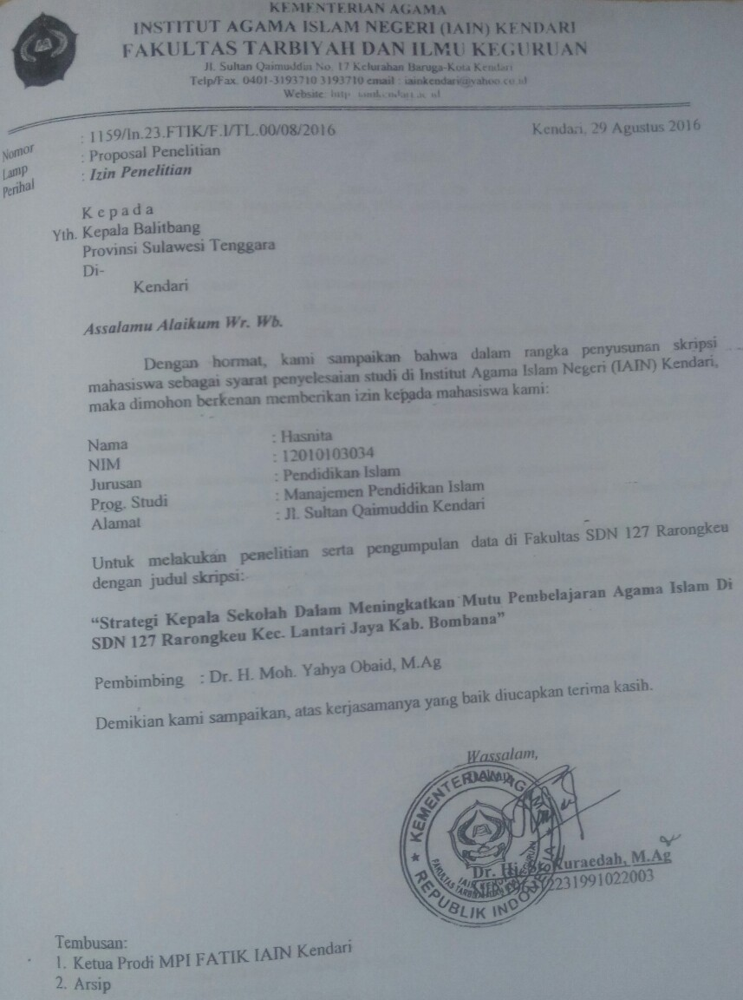 KEMENTERIAN AGAMA
INSTITUT AGAMA ISLAM NEGERI (IAIN) KENDARI
FAKULTAS TARBIYAH DAN ILMU KEGURUAN
Jl. Sultan Qaimuddin No. 17 Kelurahan Baruga-Kota Kendari
Telp/Fax. 0401-3193710 3193710 email : iainkendari@yahoo.co.id
Website: http iainkendari.ac.id
Nomor : 1159/In.23.FTIK/F.I/TL.00/08/2016 Kendari, 29 Agustus 2016
Lamp : Proposal Penelitian
Perihal : Izin Penelitian
K e p a d a
Yth. Kepala Balitbang
Provinsi Sulawesi Tenggara
Di-
Kendari
Assalamu Alaikum Wr. Wb.
Dengan hormat, kami sampaikan bahwa dalam rangka penyusunan skripsi
mahasiswa sebagai syarat penyelesaian studi di Institut Agama Islam Negeri (IAIN) Kendari,
maka dimohon berkenan memberikan izin kepada mahasiswa kami:
Nama : Hasnita
NIM : 12010103034
Jurusan : Pendidikan Islam
Prog. Studi : Manajemen Pendidikan Islam
Alamat : Jl. Sultan Qaimuddin Kendari
Untuk melakukan penelitian serta pengumpulan data di Fakultas SDN 127 Rarongkeu
dengan judul skripsi:
“Strategi Kepala Sekolah Dalam Meningkatkan Mutu Pembelajaran Agama Islam Di
SDN 127 Rarongkeu Kec. Lantari Jaya Kab. Bombana”
Pembimbing : Dr. H. Moh. Yahya Obaid, M.Ag
Demikian kami sampaikan, atas kerjasamanya yang baik diucapkan terima kasih.
Wassalam,
KEMENTERIAN AGAMA
REPUBLIK INDONESIA
Dr. Hj. St. Kuraedah, M.Ag
2231991022003
Tembusan:
1. Ketua Prodi MPI FATIK IAIN Kendari
2. Arsip